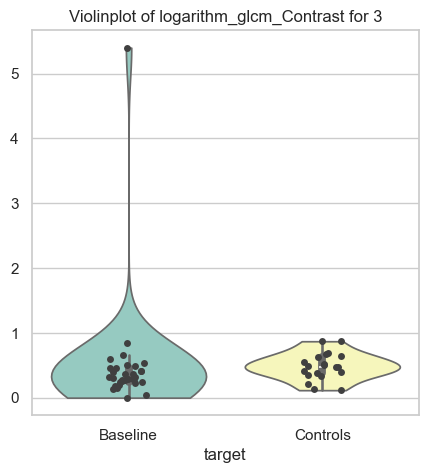 Violinplot of logarithm_glcm_Contrast for 3
5
4
3
2
1
0
Baseline Controls
target